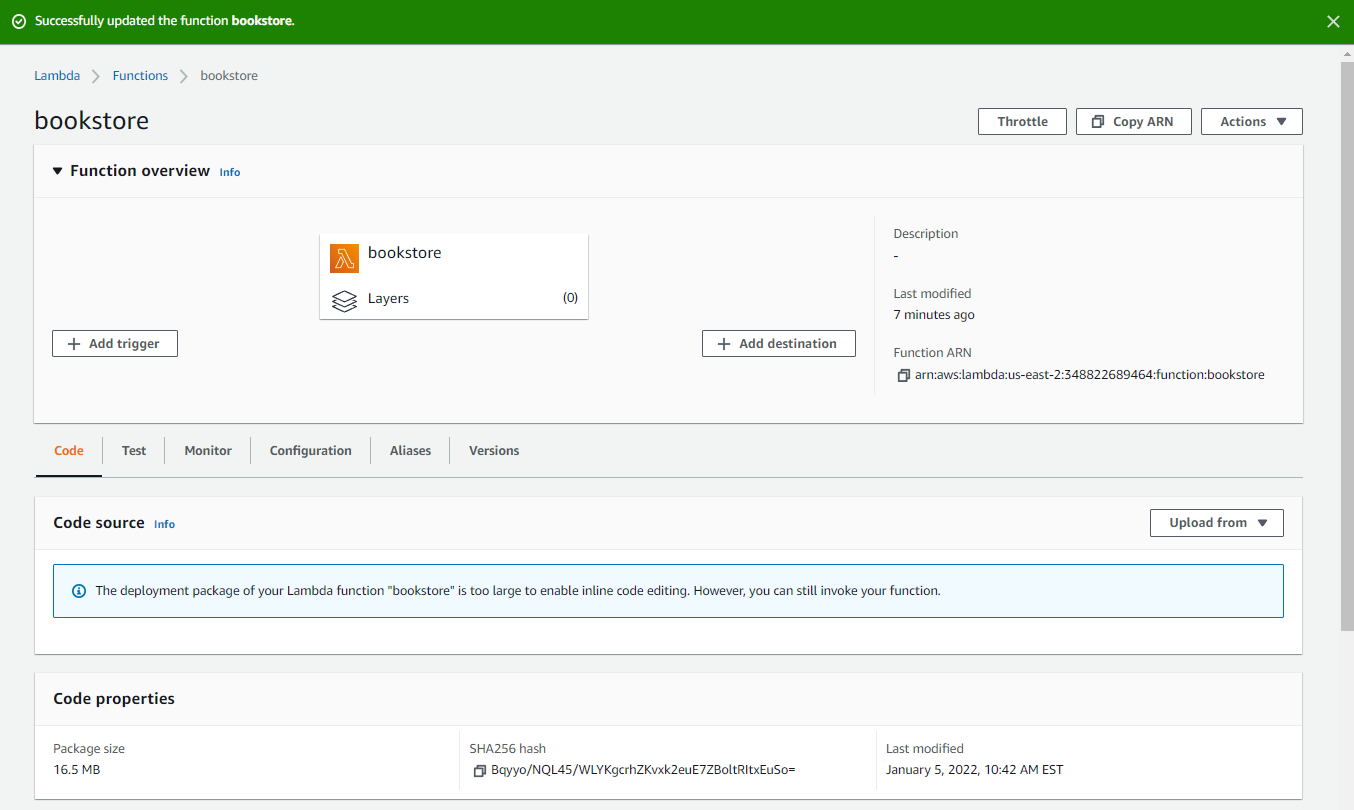 Successfully updated the function bookstore.
Lambda Functions bookstore
bookstore
Throttle Copy ARN Actions
Function overview Info
bookstore
Layers (0)
Add trigger
Add destination
Description
-
Last modified
7 minutes ago
Function ARN
arn:aws:lambda:us-east-2:348822689464:function:bookstore
Code Test Monitor Configuration Aliases Versions
Code source Info
Upload from
The deployment package of your Lambda function "bookstore" is too large to enable inline code editing. However, you can still invoke your function.
Code properties
Package size
16.5 MB
SHA256 hash
Bqyyo/NQL45/WLYKgcrhZKvxk2euE7ZBoltRItxEuSo=
Last modified
January 5, 2022, 10:42 AM EST